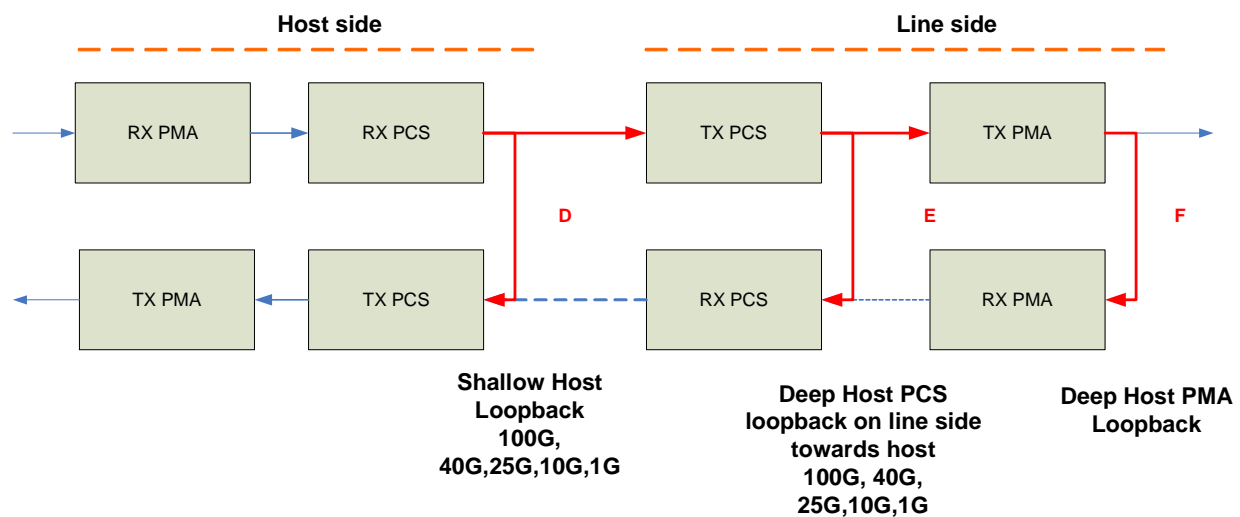 Host side
Line side
RX PMA
RX PCS
TX PCS
TX PMA
D
E
F
TX PMA
TX PCS
RX PCS
RX PMA
Shallow Host
Loopback
100G,
40G,25G,10G,1G
Deep Host PCS
loopback on line side
towards host
100G, 40G,
25G,10G,1G
Deep Host PMA
Loopback